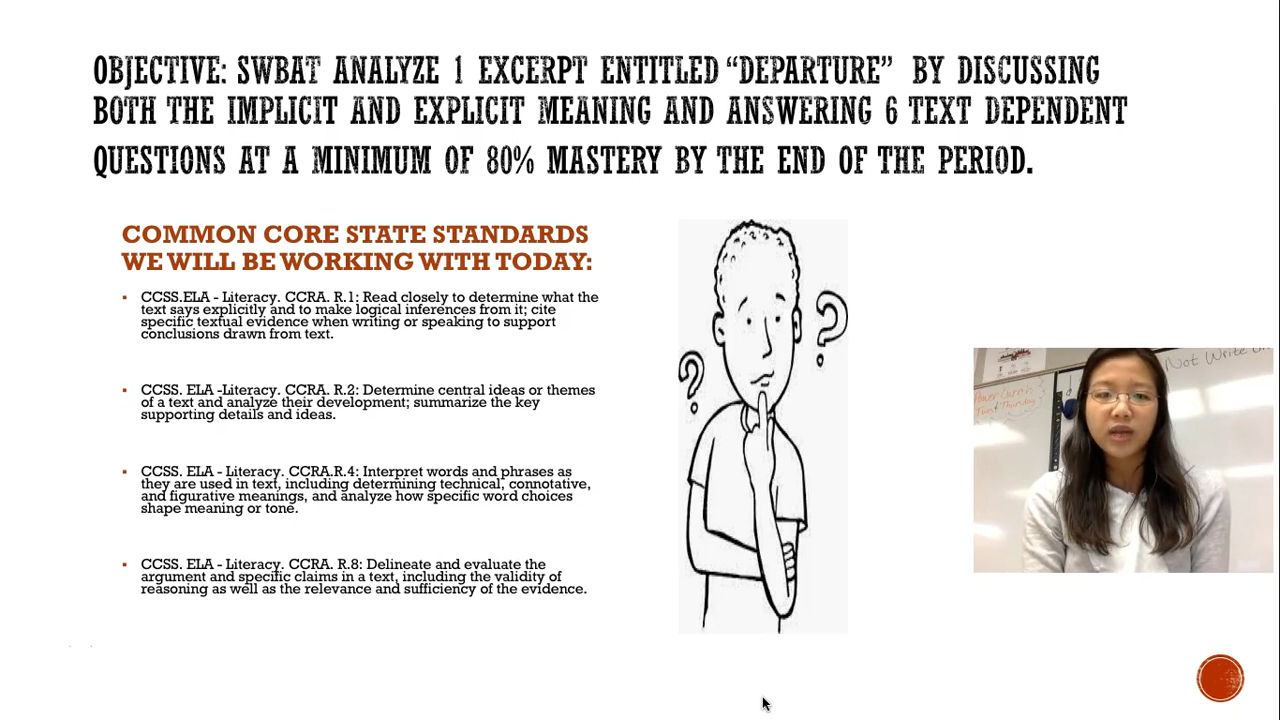 OBJECTIVE: SWBAT ANALYZE 1 EXCERPT ENTITLED “DEPARTURE” BY DISCUSSING
BOTH THE IMPLICIT AND EXPLICIT MEANING AND ANSWERING 6 TEXT DEPENDENT
QUESTIONS AT A MINIMUM OF 80% MASTERY BY THE END OF THE PERIOD.
COMMON CORE STATE STANDARDS
WE WILL BE WORKING WITH TODAY:
▪ CCSS.ELA - Literacy. CCRA. R.1: Read closely to determine what the
text says explicitly and to make logical inferences from it; cite
specific textual evidence when writing or speaking to support
conclusions drawn from text.
▪ CCSS. ELA -Literacy. CCRA. R.2: Determine central ideas or themes
of a text and analyze their development; summarize the key
supporting details and ideas.
▪ CCSS. ELA - Literacy. CCRA.R.4: Interpret words and phrases as
they are used in text, including determining technical, connotative,
and figurative meanings, and analyze how specific word choices
shape meaning or tone.
▪ CCSS. ELA - Literacy. CCRA. R.8: Delineate and evaluate the
argument and specific claims in a text, including the validity of
reasoning as well as the relevance and sufficiency of the evidence.
? ?
Not Write
Power